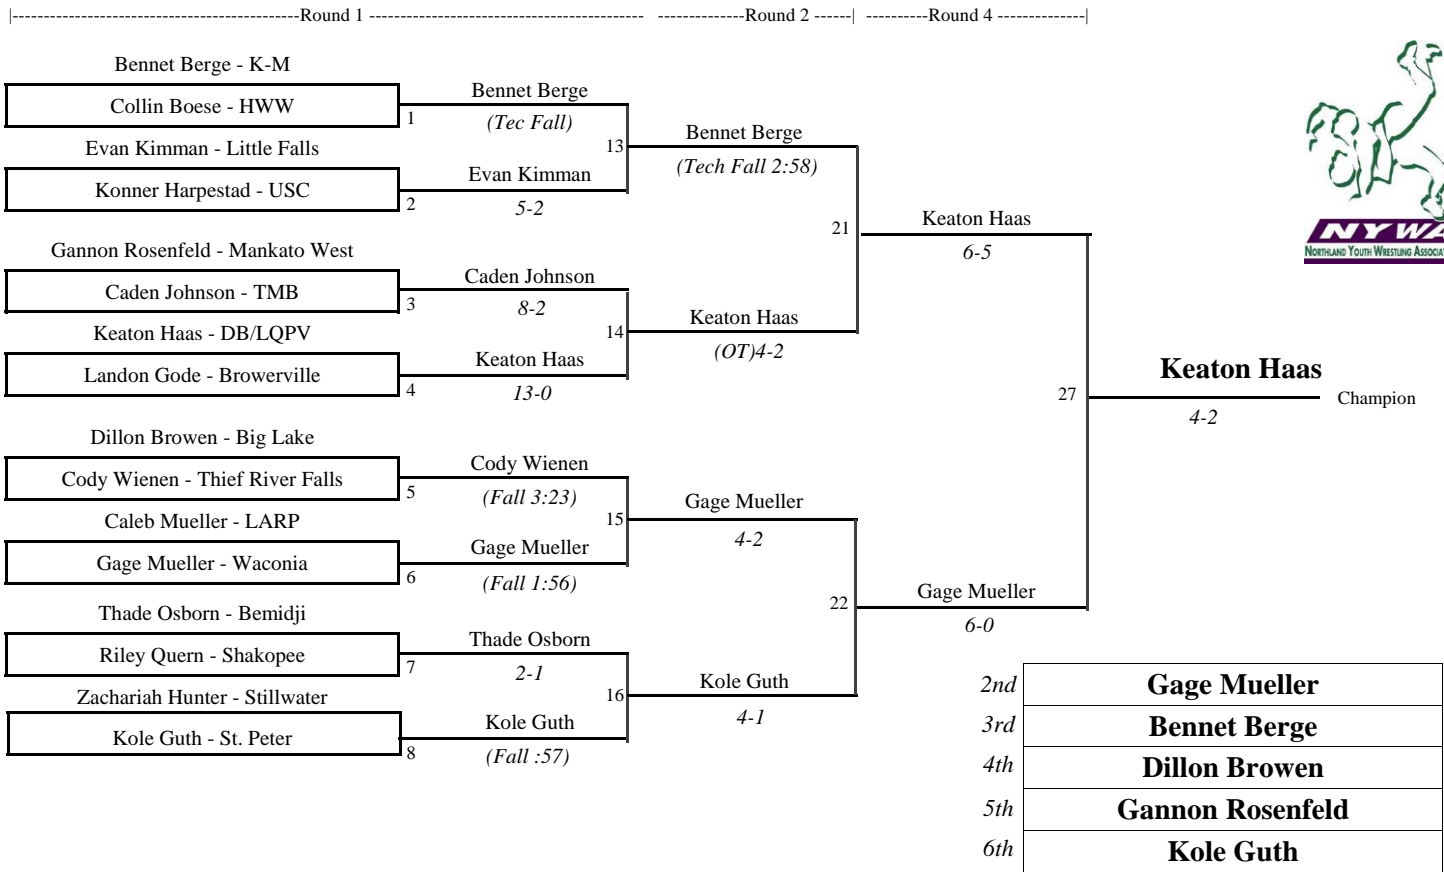 |----------------------------------------------Round 1 -------------------------------------------- --------------Round 2 ------| ----------Round 4 --------------|
Bennet Berge - K-M
Collin Boese - HWW
1
Bennet Berge
(Tec Fall)
Evan Kimman - Little Falls
Konner Harpestad - USC
2
Evan Kimman
5-2
13
Bennet Berge
(Tech Fall 2:58)
Gannon Rosenfeld - Mankato West
Caden Johnson - TMB
3
Caden Johnson
8-2
Keaton Haas - DB/LQPV
Landon Gode - Browerville
4
Keaton Haas
13-0
14
Keaton Haas
(OT)4-2
21
Keaton Haas
6-5
Dillon Browen - Big Lake
Cody Wienen - Thief River Falls
5
Cody Wienen
(Fall 3:23)
Caleb Mueller - LARP
Gage Mueller - Waconia
6
Gage Mueller
(Fall 1:56)
15
Gage Mueller
4-2
Thade Osborn - Bemidji
Riley Quern - Shakopee
7
Thade Osborn
2-1
Zachariah Hunter - Stillwater
Kole Guth - St. Peter
8
Kole Guth
(Fall :57)
16
Kole Guth
4-1
22
Gage Mueller
6-0
27
Keaton Haas
Champion
4-2
NYWA
NORTHLAND YOUTH WRESTLING ASSOCIAT
2nd Gage Mueller
3rd Bennet Berge
4th Dillon Browen
5th Gannon Rosenfeld
6th Kole Guth